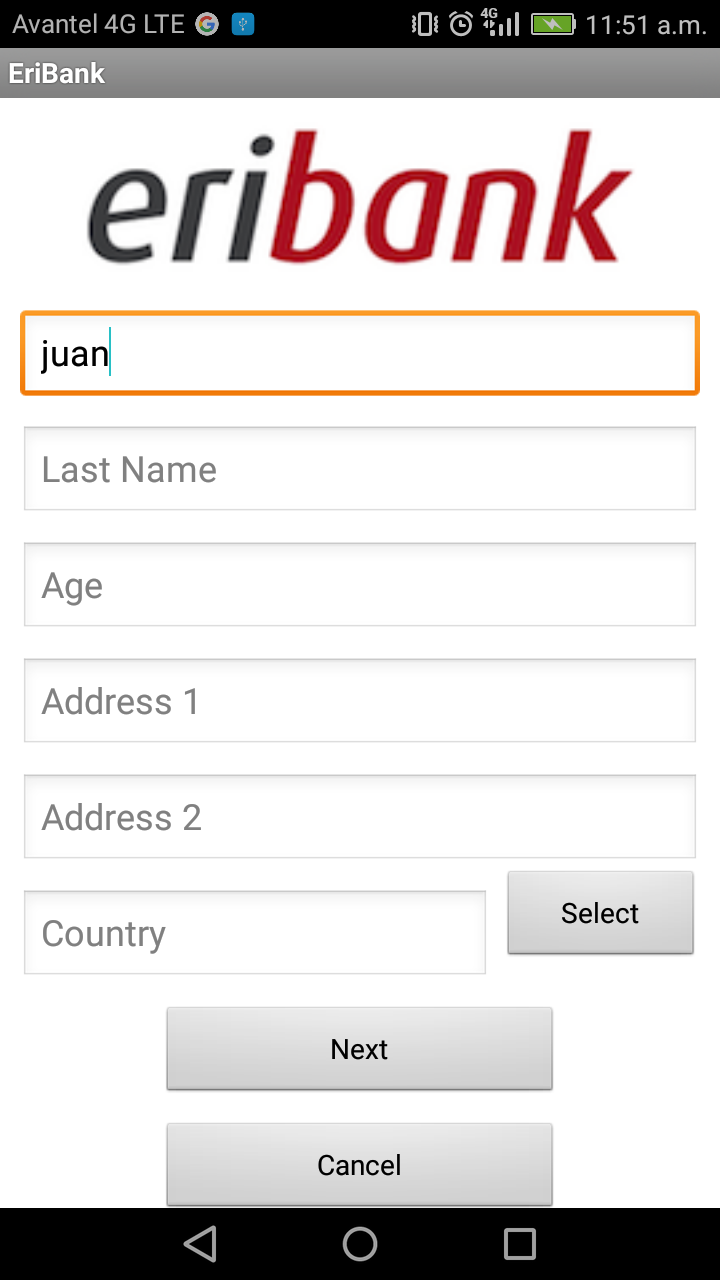 Avantel 4G LTE 4G 11:51 a.m.
EriBank
eribank
juan
Last Name
Age
Address 1
Address 2
Country
Select
Next
Cancel